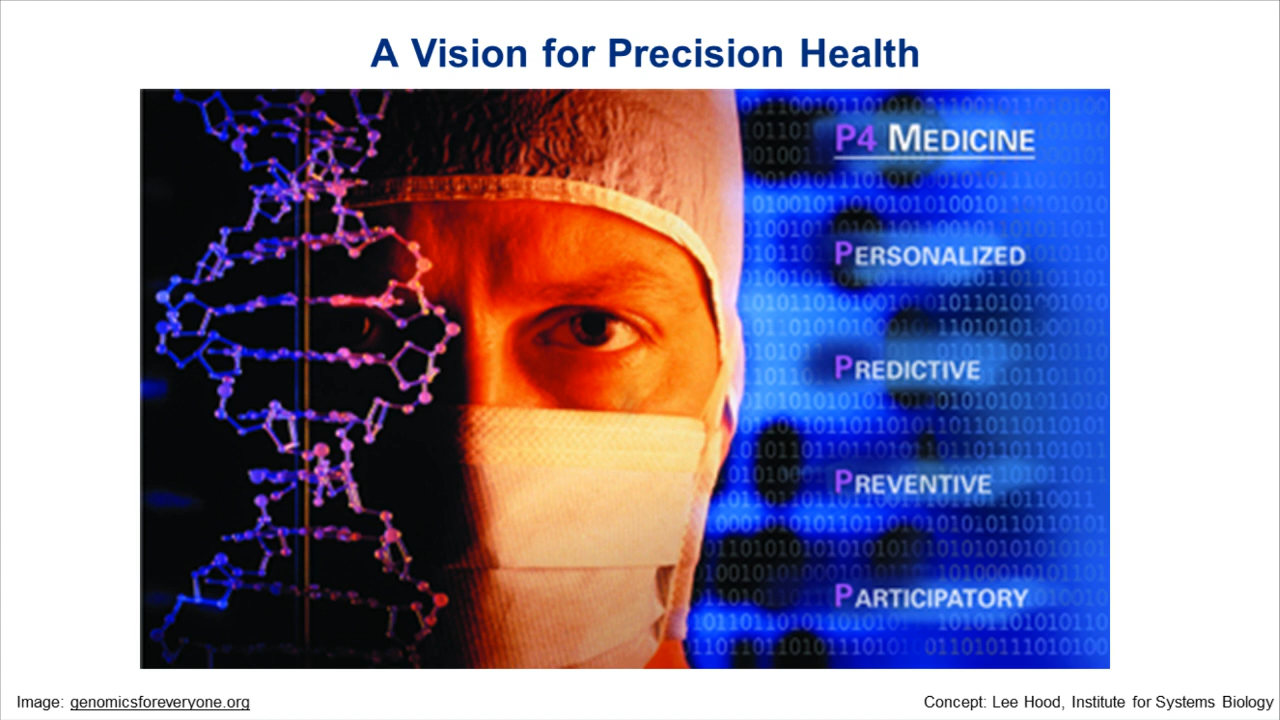 A Vision for Precision Health
P4 MEDICINE
PERSONALIZED
PREDICTIVE
PREVENTIVE
PARTICIPATORY
Image: genomicsforeveryone.org
Concept: Lee Hood, Institute for Systems Biology